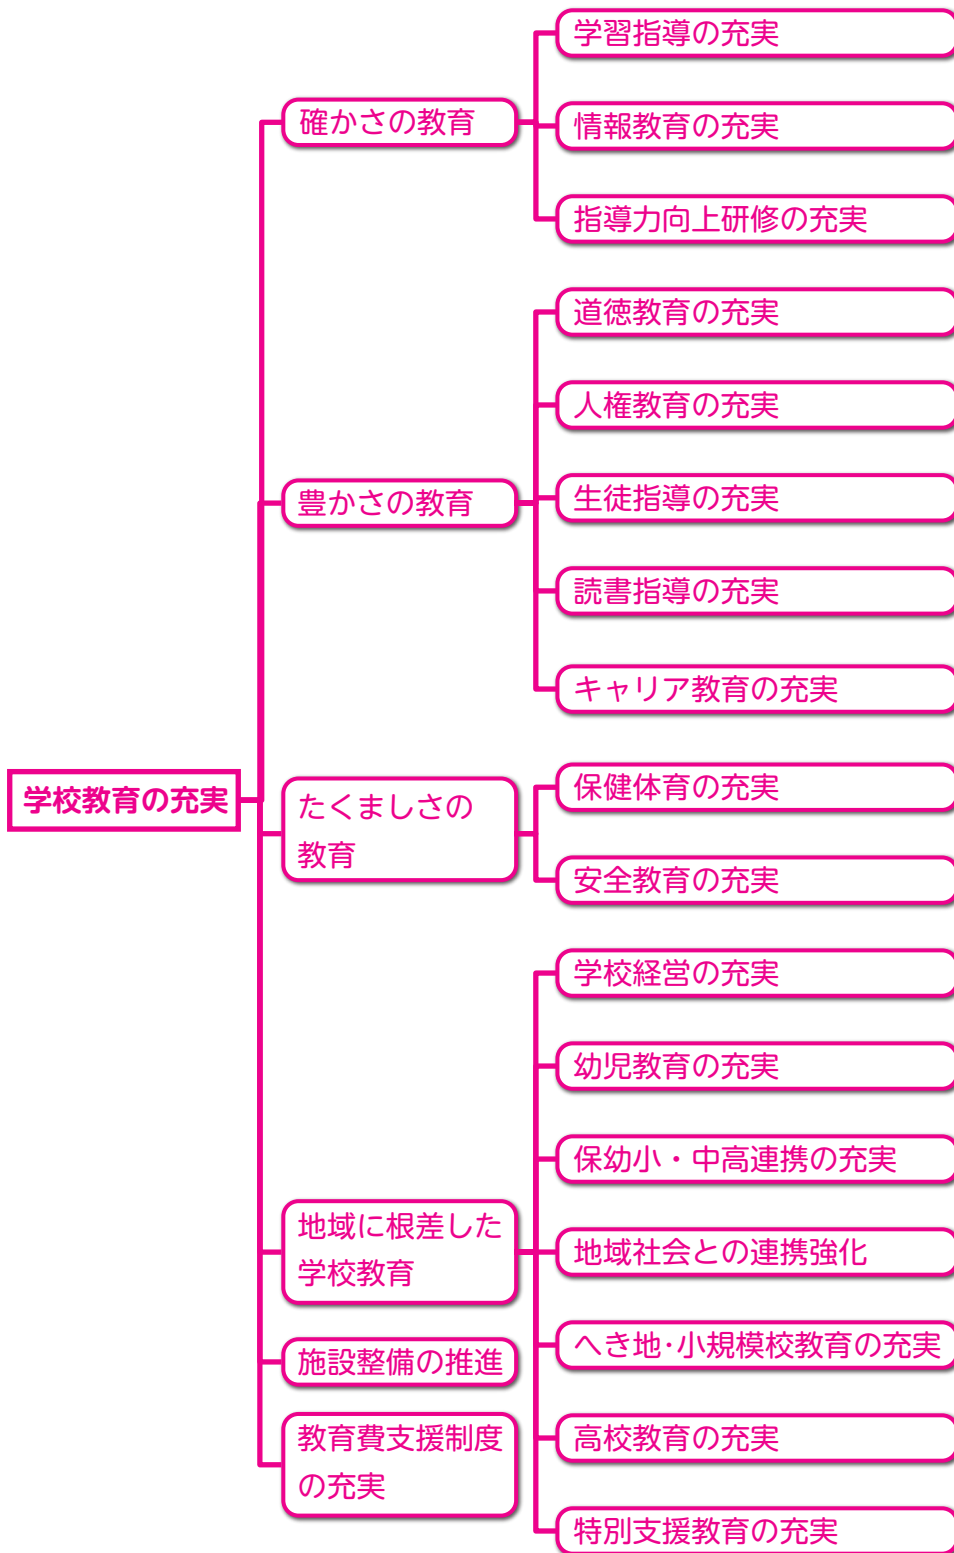 学校教育の充実
確かさの教育
学習指導の充実
情報教育の充実
指導力向上研修の充実
豊かさの教育
道徳教育の充実
人権教育の充実
生徒指導の充実
読書指導の充実
キャリア教育の充実
たくましさの
教育
保健体育の充実
安全教育の充実
地域に根差した
学校教育
学校経営の充実
幼児教育の充実
保幼小・中高連携の充実
地域社会との連携強化
へき地･小規模校教育の充実
高校教育の充実
特別支援教育の充実
施設整備の推進
教育費支援制度
の充実